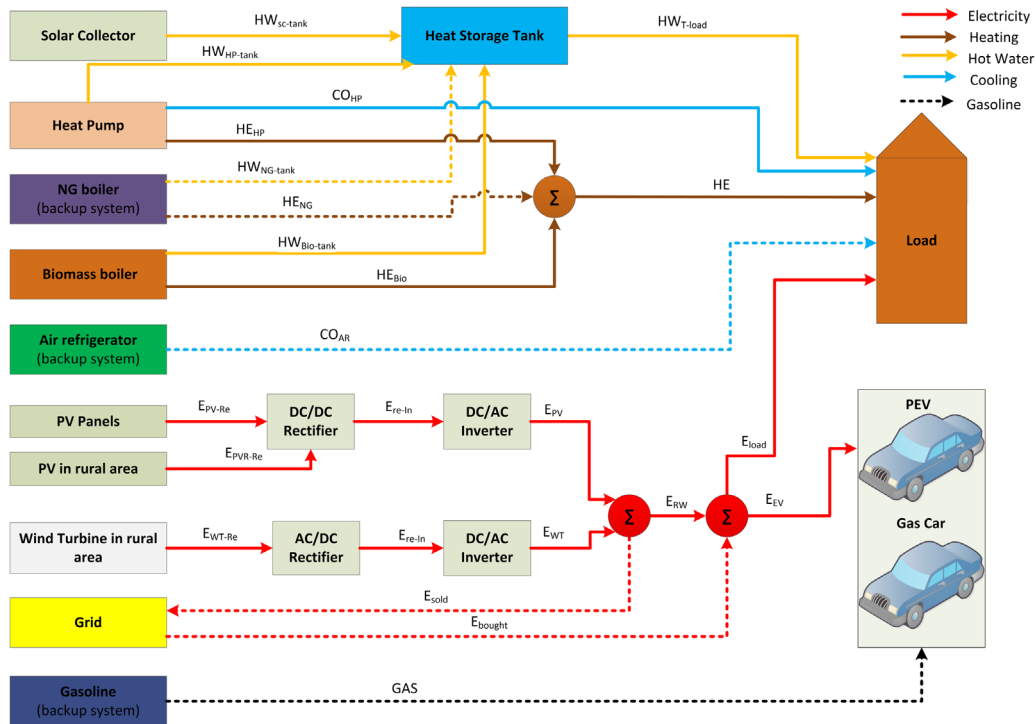 Solar Collector
HWsc-tank
Heat Storage Tank
HWT-load
Electricity
Heating
Hot Water
Cooling
Gasoline
HWHP-tank
Heat Pump
COHP
HEHP
NG boiler
(backup system)
HWNG-tank
HENG
Σ
HE
Load
Biomass boiler
HWBio-tank
HEBio
Air refrigerator
(backup system)
COAR
PV Panels
EPV-Re
DC/DC
Rectifier
Ere-In
DC/AC
Inverter
EPV
PV in rural area
EPVR-Re
Wind Turbine in rural
area
EWT-Re
AC/DC
Rectifier
Ere-In
DC/AC
Inverter
EWT
Σ
ERW
Σ
Eload
EEV
PEV
Gas Car
Grid
Esold
Ebought
Gasoline
(backup system)
GAS